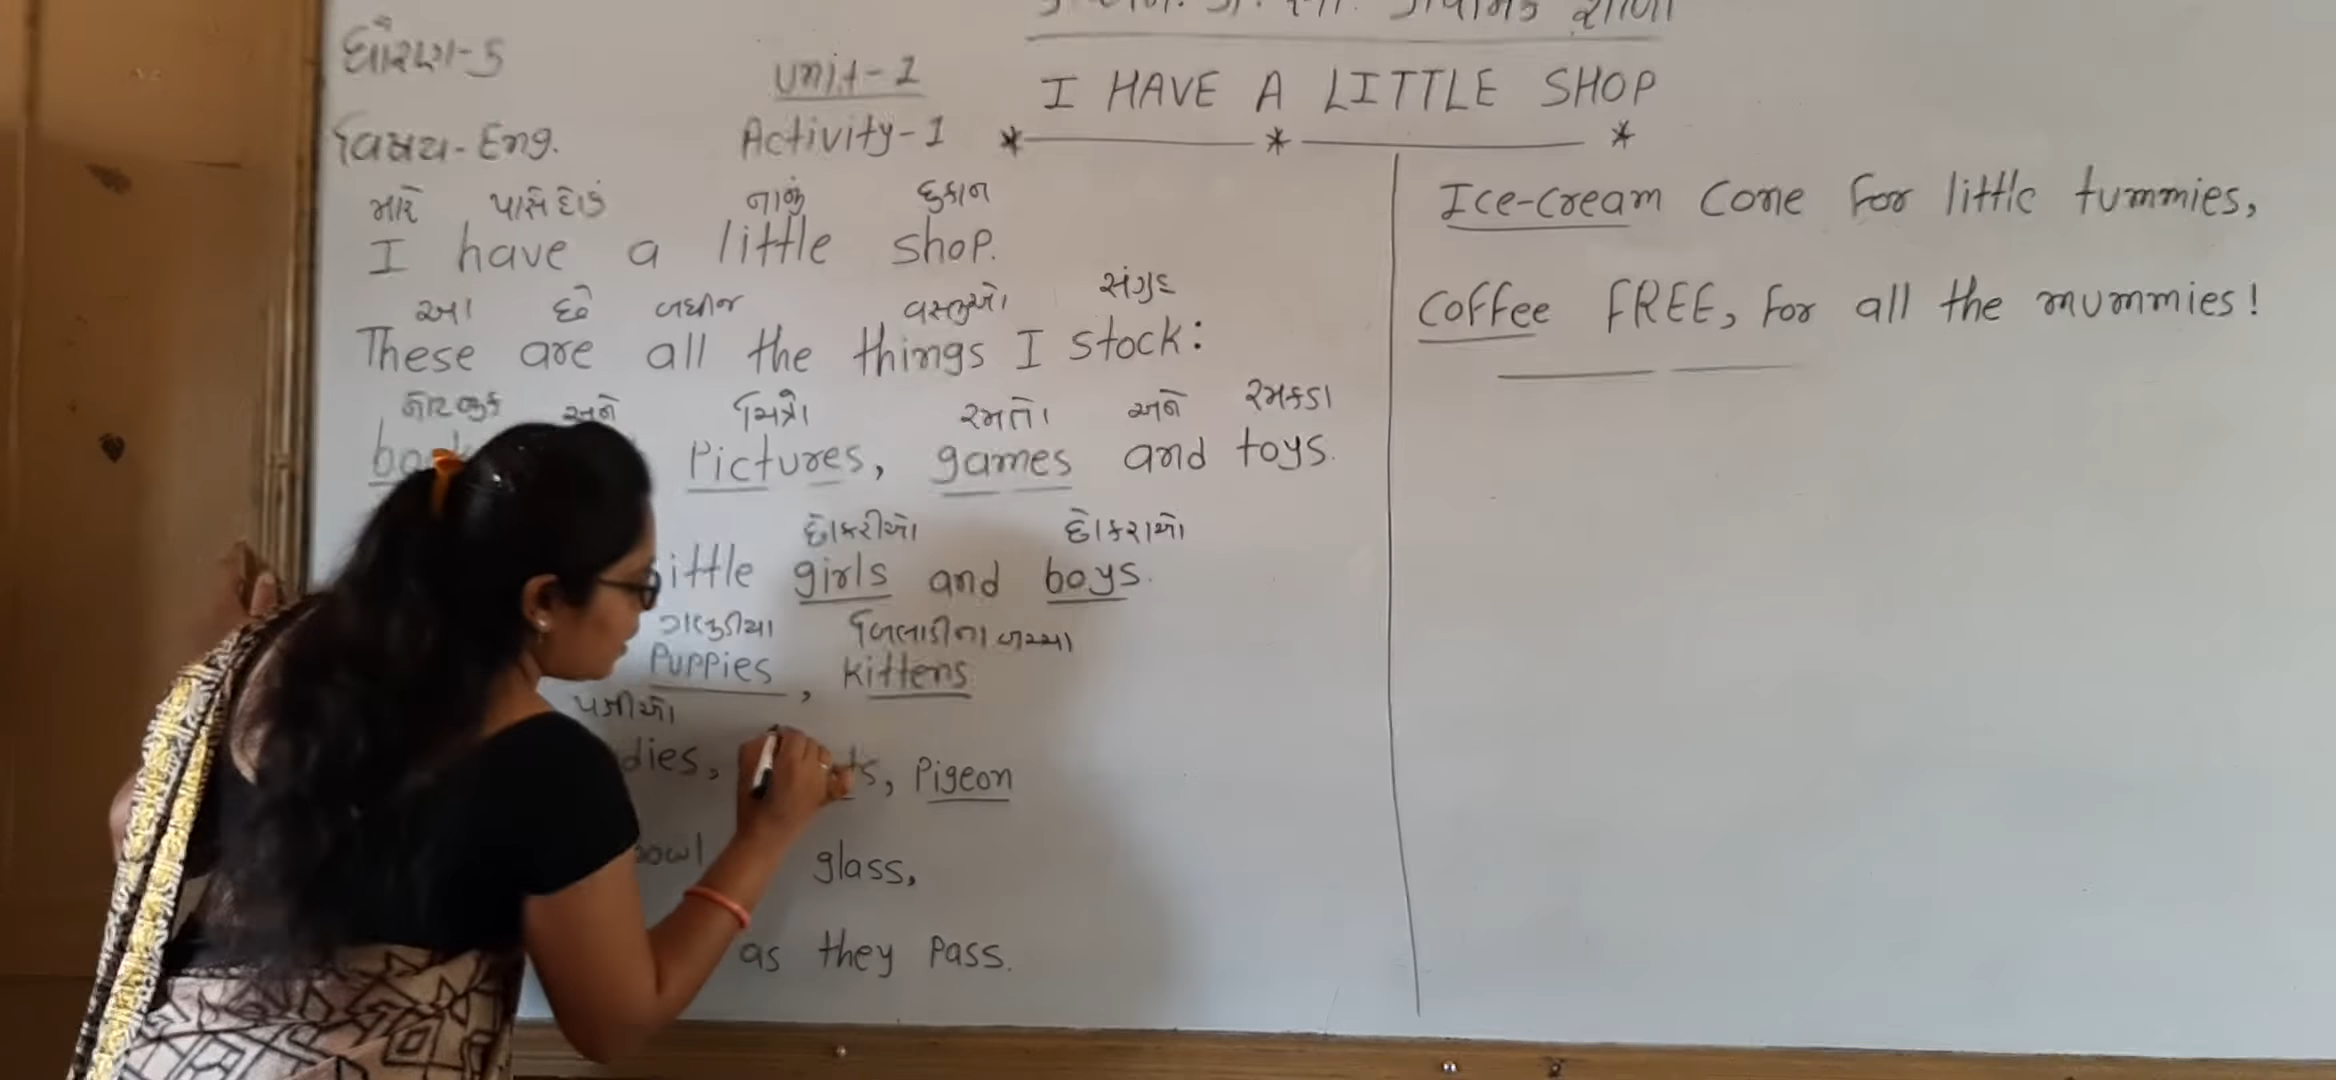 ધોરણ-5
વિષય-Eng.
Unit-1
Activity-1
પ્રાથમિક શાળા
I HAVE A LITTLE SHOP
મારે પાસે છે નાનું દુકાન
I have a little shop.
આ છે બધીજ વસ્તુઓ સંગ્રહ
These are all the things I stock:
અને ચિત્રો રમતો અને રમકડા
Pictures, games and toys.
છોકરીઓ છોકરાઓ
little girls and boys.
ગલુડીયા બિલાડીના બચ્ચા
Puppies, kittens
પક્ષીઓ
Pigeon
bowl glass,
as they pass.
Ice-cream Cone For little tummies,
Coffee FREE, For all the mummies!